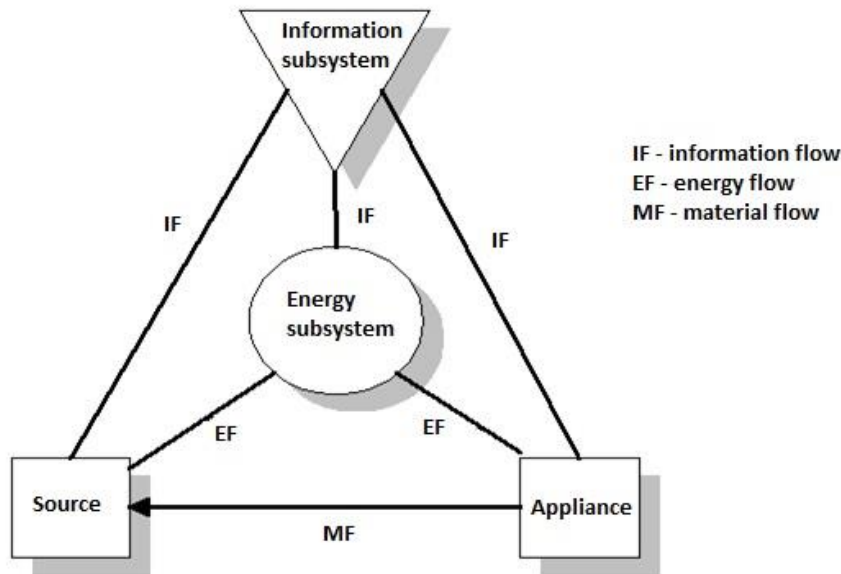 Information
subsystem
IF - information flow
EF - energy flow
MF - material flow
IF
IF
IF
Energy
subsystem
EF
EF
Source
Appliance
MF